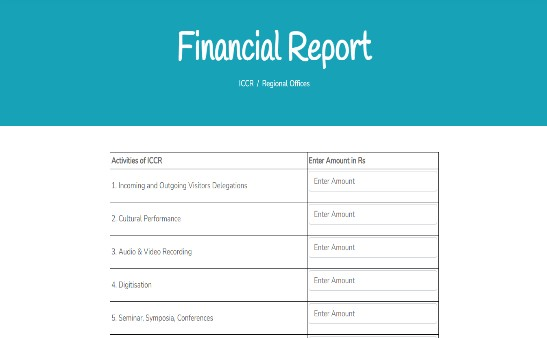 Financial Report
ICCR / Regional Offices
Activities of ICCR Enter Amount in Rs
1. Incoming and Outgoing Visitors Delegations Enter Amount
2. Cultural Performance Enter Amount
3. Audio & Video Recording Enter Amount
4. Digitisation Enter Amount
5. Seminar, Symposia, Conferences Enter Amount